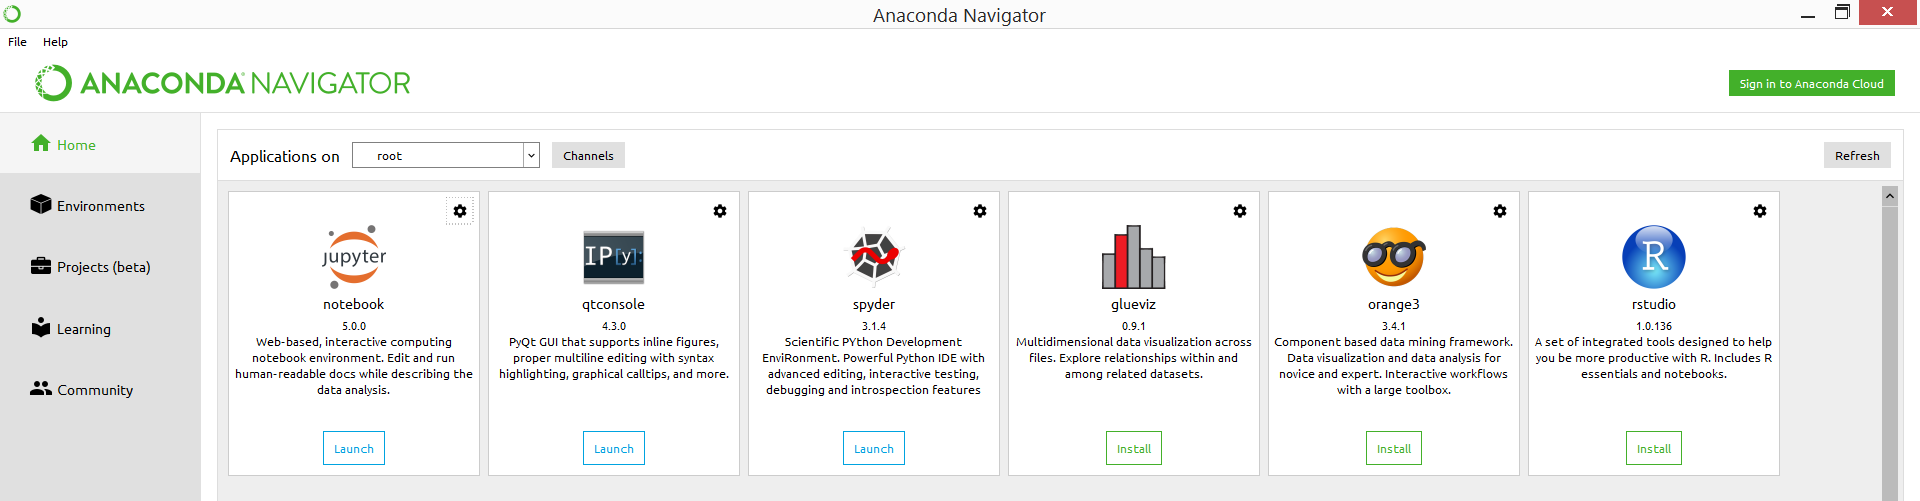 Anaconda Navigator
File Help
ANACONDA NAVIGATOR
Sign in to Anaconda Cloud
Home
Environments
Projects (beta)
Learning
Community
Applications on root Channels Refresh
jupyter
notebook
5.0.0
Web-based, interactive computing
notebook environment. Edit and run
human-readable docs while describing the
data analysis.
Launch
IP[y]:
qtconsole
4.3.0
PyQt GUI that supports inline figures,
proper multiline editing with syntax
highlighting, graphical calltips, and more.
Launch
spyder
3.1.4
Scientific PYthon Development
EnviRonment. Powerful Python IDE with
advanced editing, interactive testing,
debugging and introspection features
Launch
glueviz
0.9.1
Multidimensional data visualization across
files. Explore relationships within and
among related datasets.
Install
orange3
3.4.1
Component based data mining framework.
Data visualization and data analysis for
novice and expert. Interactive workflows
with a large toolbox.
Install
R
rstudio
1.0.136
A set of integrated tools designed to help
you be more productive with R. Includes R
essentials and notebooks.
Install